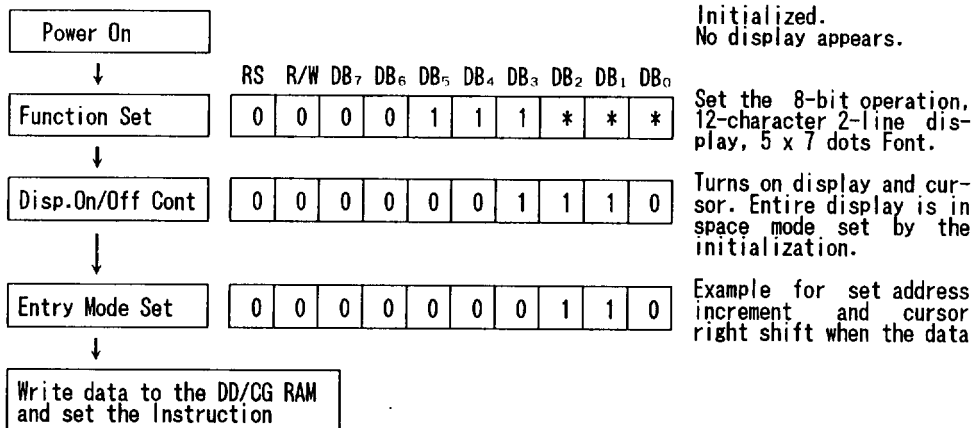 Power On
Initialized.
No display appears.
RS R/W DB₇ DB₆ DB₅ DB₄ DB₃ DB₂ DB₁ DB₀
Function Set
0 0 0 0 1 1 1 * * *
Set the 8-bit operation,
12-character 2-line dis-
play, 5 x 7 dots Font.
Disp.On/Off Cont
0 0 0 0 0 0 1 1 1 0
Turns on display and cur-
sor. Entire display is in
space mode set by the
initialization.
Entry Mode Set
0 0 0 0 0 0 0 1 1 0
Example for set address
increment and cursor
right shift when the data
Write data to the DD/CG RAM
and set the Instruction